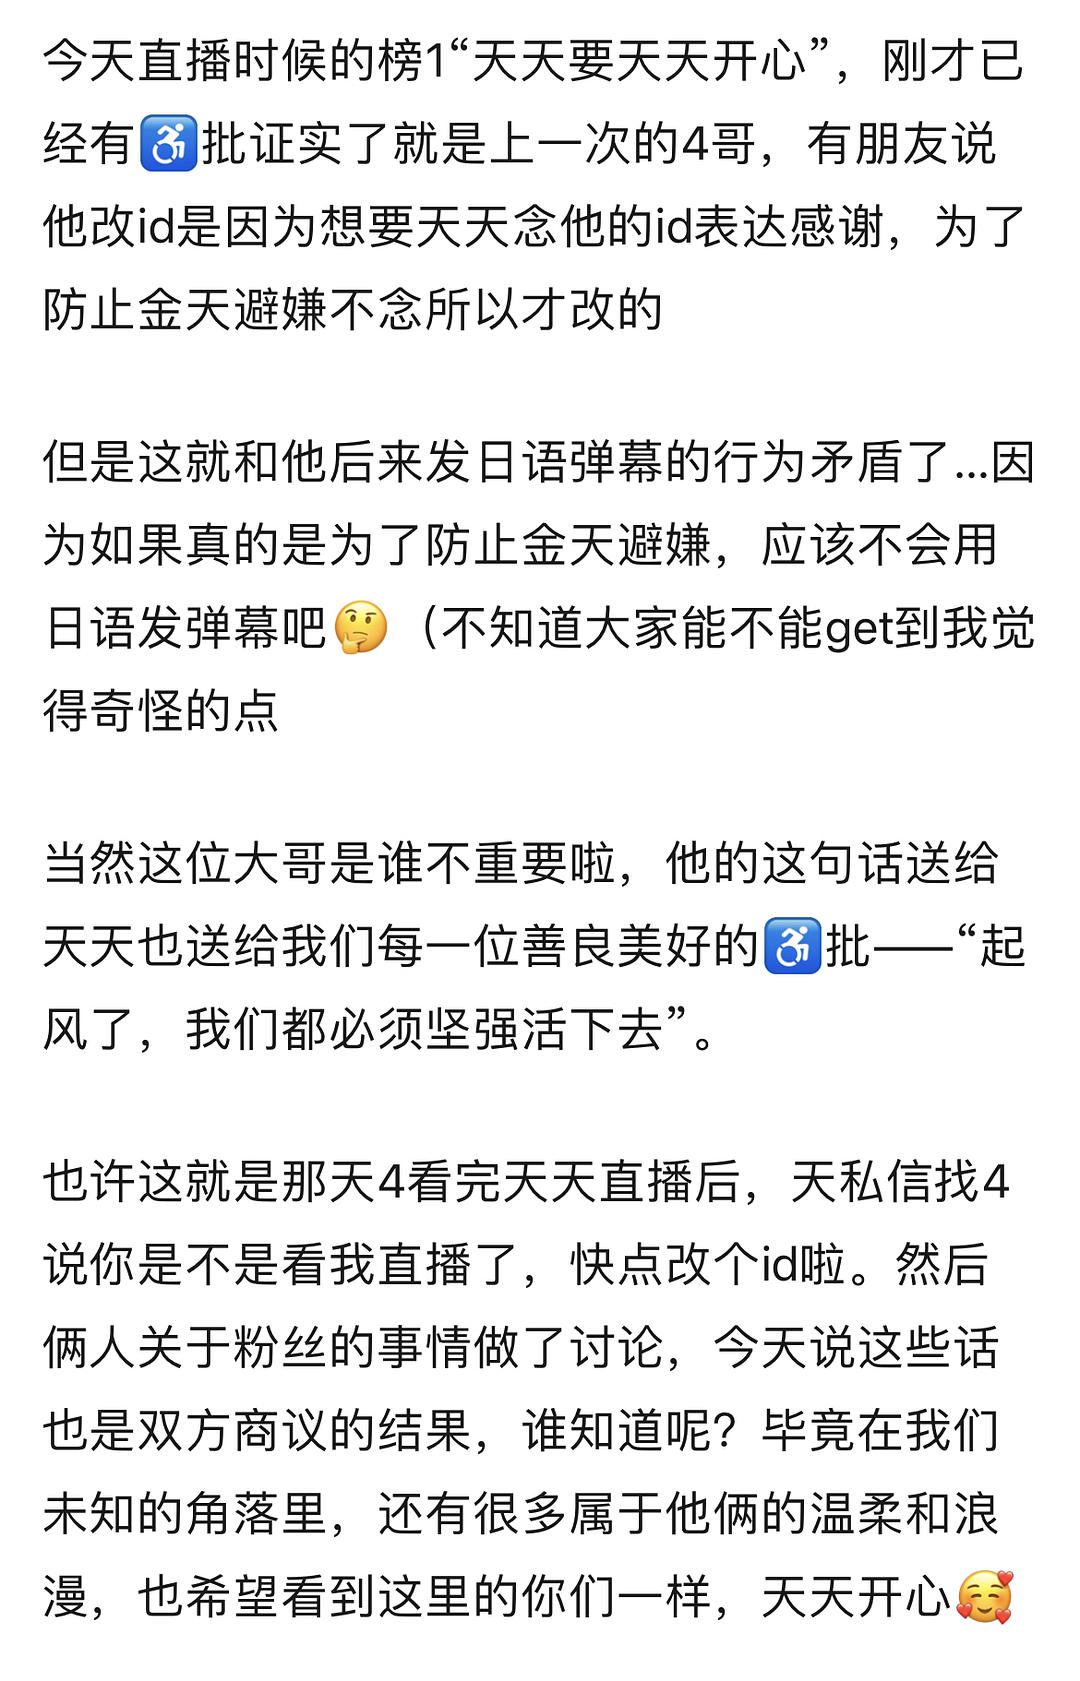 今天直播时候的榜1“天天要天天开心”，刚才已
经有♿批证实了就是上一次的4哥，有朋友说
他改id是因为想要天天念他的id表达感谢，为了
防止金天避嫌不念所以才改的
但是这就和他后来发日语弹幕的行为矛盾了...因
为如果真的是为了防止金天避嫌，应该不会用
日语发弹幕吧🤔（不知道大家能不能get到我觉
得奇怪的点
当然这位大哥是谁不重要啦，他的这句话送给
天天也送给我们每一位善良美好的♿批——“起
风了，我们都必须坚强活下去”。
也许这就是那天4看完天天直播后，天私信找4
说你是不是看我直播了，快点改个id啦。然后
俩人关于粉丝的事情做了讨论，今天说这些话
也是双方商议的结果，谁知道呢？毕竟在我们
未知的角落里，还有很多属于他俩的温柔和浪
漫，也希望看到这里的你们一样，天天开心🥰